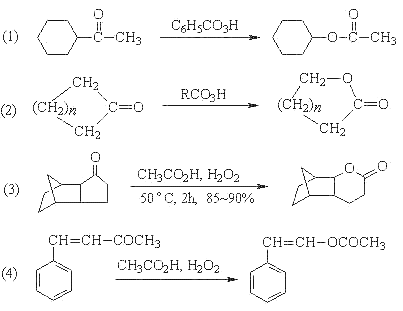 (1) O C—CH₃ C₆H₅CO₃H O—C—CH₃ O
(2) CH₂ (CH₂)n C=O CH₂ RCO₃H CH₂—O (CH₂)n C=O CH₂
(3) O CH₃CO₂H, H₂O₂ 50°C, 2h, 85~90% O O
(4) CH=CH—COCH₃ CH₃CO₂H, H₂O₂ CH=CH—OCOCH₃